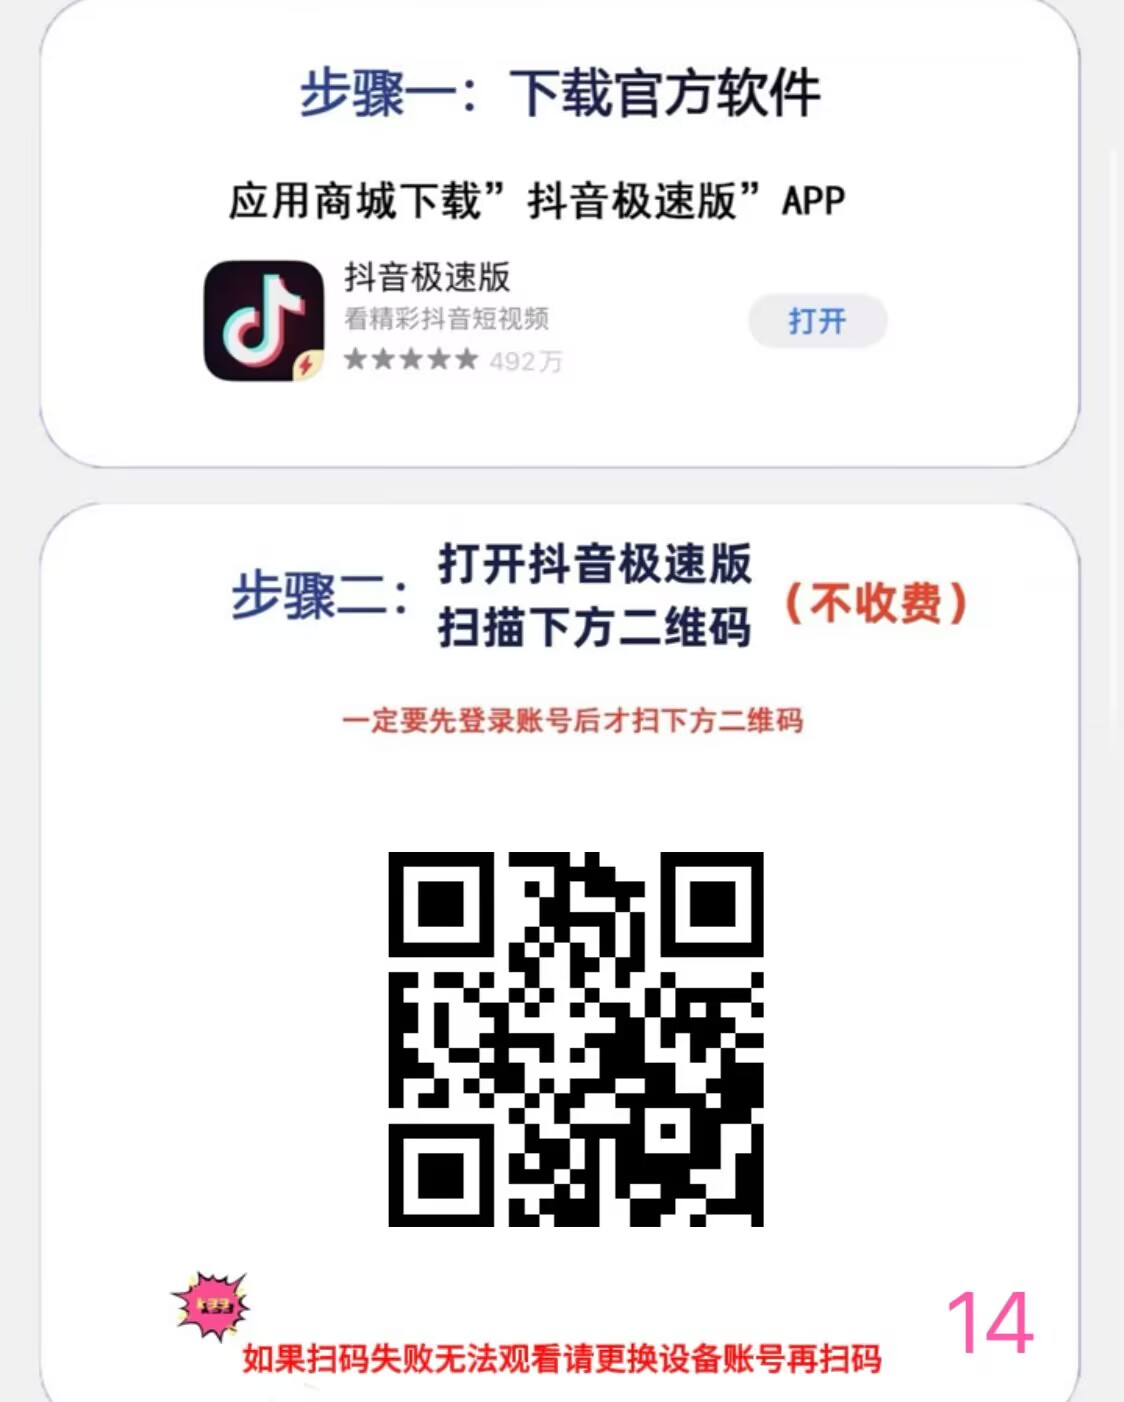 步骤一：下载官方软件
应用商城下载”抖音极速版”APP
抖音极速版
看精彩抖音短视频
★★★★★ 492万
打开
步骤二：
打开抖音极速版
扫描下方二维码
（不收费）
一定要先登录账号后才扫下方二维码
14
如果扫码失败无法观看请更换设备账号再扫码